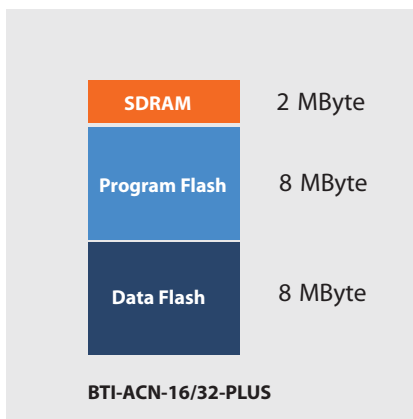 SDRAM 2 MByte
Program Flash 8 MByte
Data Flash 8 MByte
BTI-ACN-16/32-PLUS